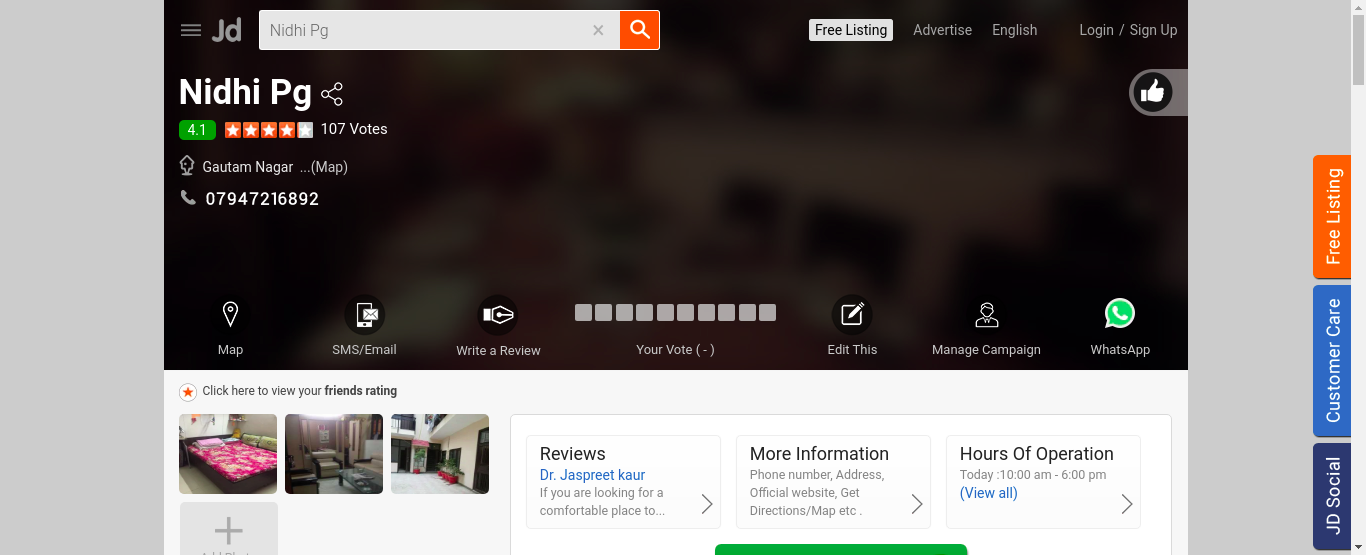 Jd
Nidhi Pg
Free Listing
Advertise
English
Login / Sign Up
Nidhi Pg
4.1
107 Votes
Gautam Nagar ...(Map)
07947216892
Map
SMS/Email
Write a Review
Your Vote ( - )
Edit This
Manage Campaign
WhatsApp
Click here to view your friends rating
Reviews
Dr. Jaspreet kaur
If you are looking for a
comfortable place to...
More Information
Phone number, Address,
Official website, Get
Directions/Map etc .
Hours Of Operation
Today :10:00 am - 6:00 pm
(View all)
Free Listing
Customer Care
JD Social